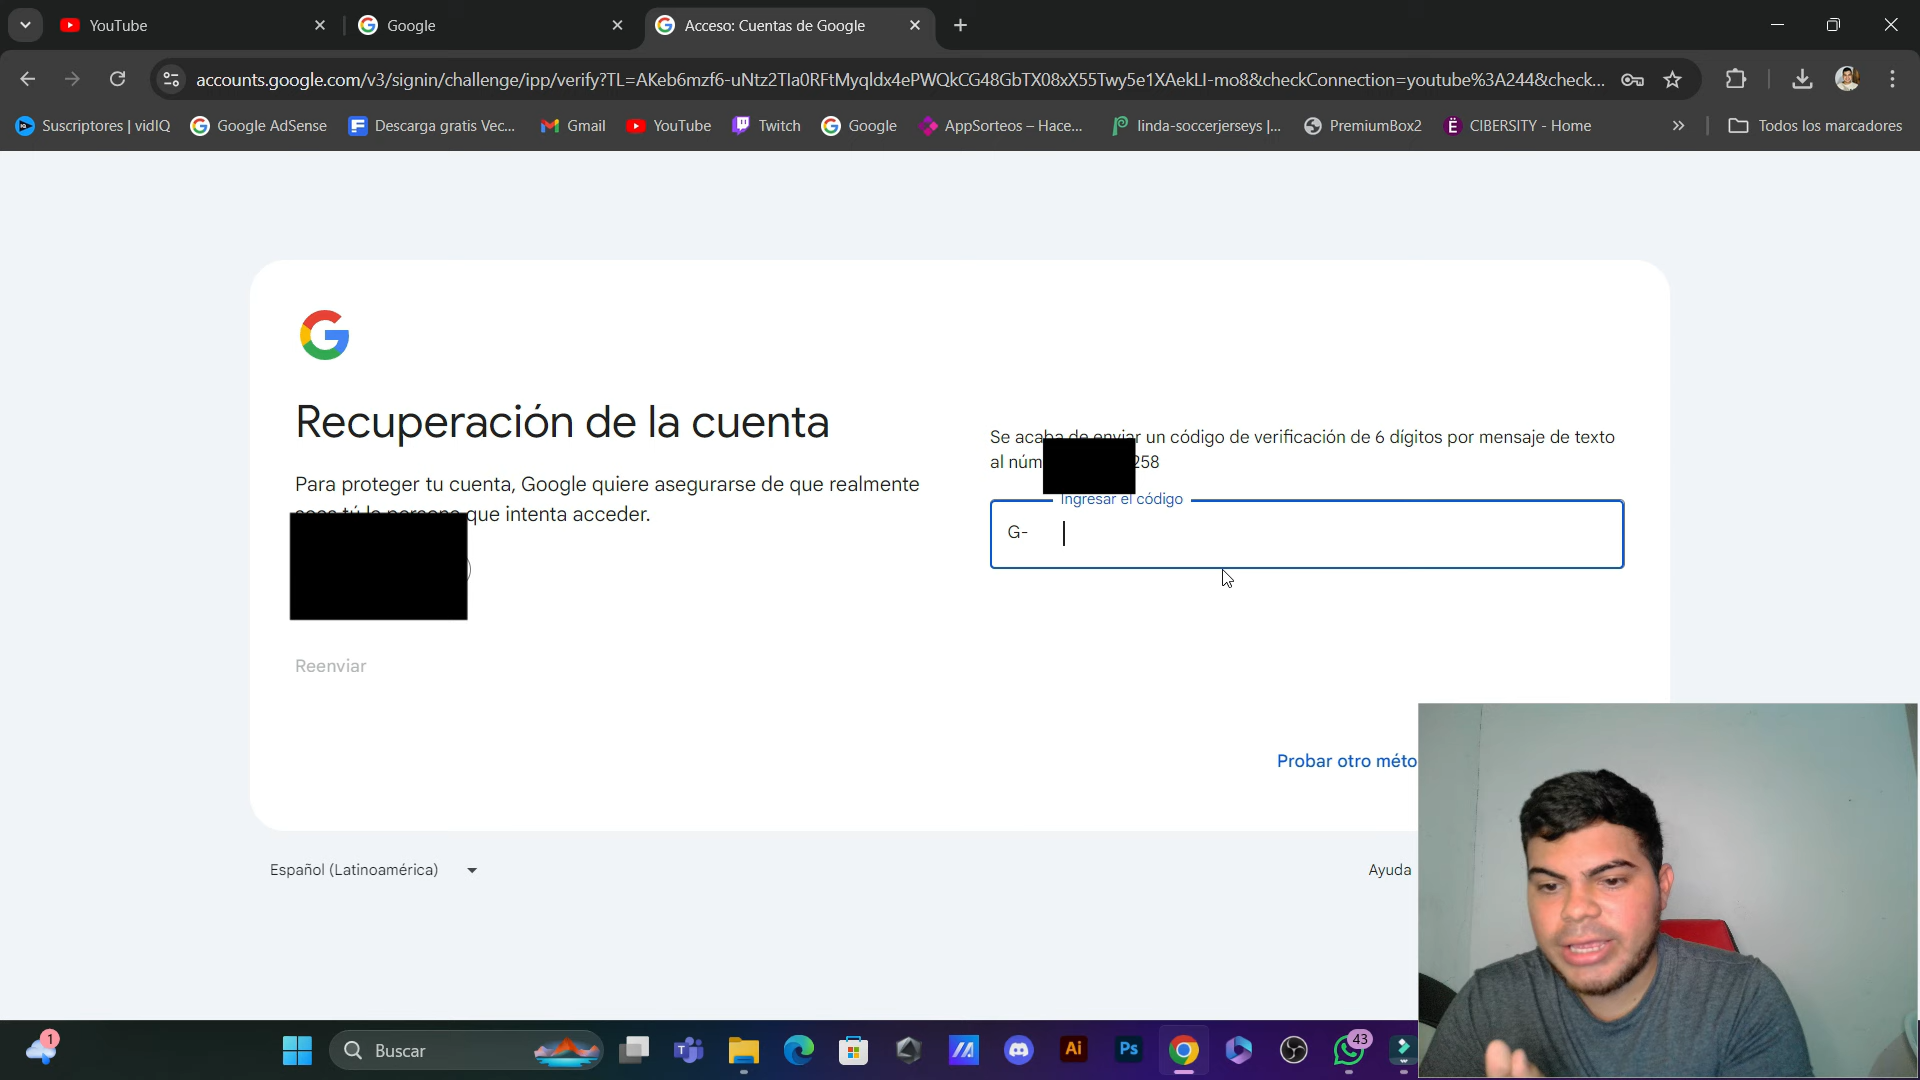 YouTube
Google
Acceso: Cuentas de Google
accounts.google.com/v3/signin/challenge/ipp/verify?TL=AKeb6mzf6-uNtz2TIa0RFtMyqldx4ePWQkCG48GbTX08xX55Twy5e1XAekLI-mo8&checkConnection=youtube%3A244&check...
Suscriptores | vidIQ
Google AdSense
Descarga gratis Vec...
Gmail
YouTube
Twitch
Google
AppSorteos – Hace...
linda-soccerjerseys |...
PremiumBox2
CIBERSITY - Home
Todos los marcadores
Recuperación de la cuenta
Para proteger tu cuenta, Google quiere asegurarse de que realmente
que intenta acceder.
Reenviar
Se acaba de enviar un código de verificación de 6 dígitos por mensaje de texto
al núm 258
Ingresar el código
G-
Probar otro méto
Español (Latinoamérica)
Ayuda
1
Buscar
Ai
Ps
43